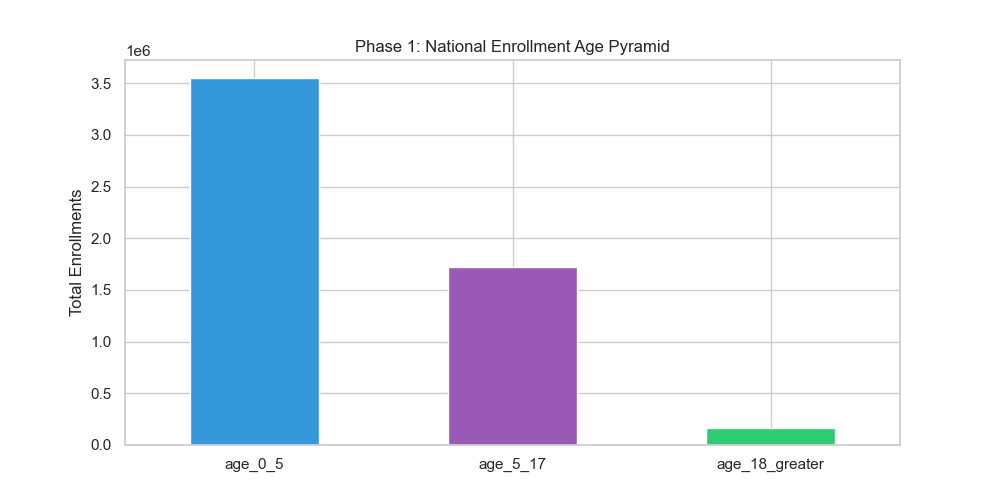 Phase 1: National Enrollment Age Pyramid
1e6
3.5
3.0
2.5
2.0
1.5
1.0
0.5
0.0
Total Enrollments
age_0_5
age_5_17
age_18_greater